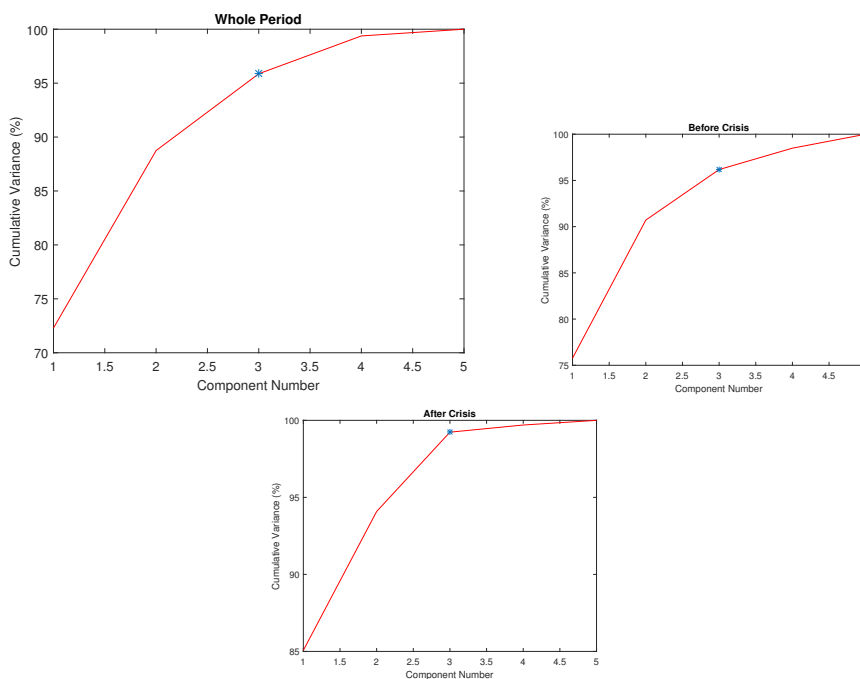 Whole Period
100
95
90
85
80
75
70
Cumulative Variance (%)
1 1.5 2 2.5 3 3.5 4 4.5 5
Component Number
Before Crisis
100
95
90
85
80
75
Cumulative Variance (%)
1 1.5 2 2.5 3 3.5 4 4.5
Component Number
After Crisis
100
95
90
85
Cumulative Variance (%)
1 1.5 2 2.5 3 3.5 4 4.5 5
Component Number